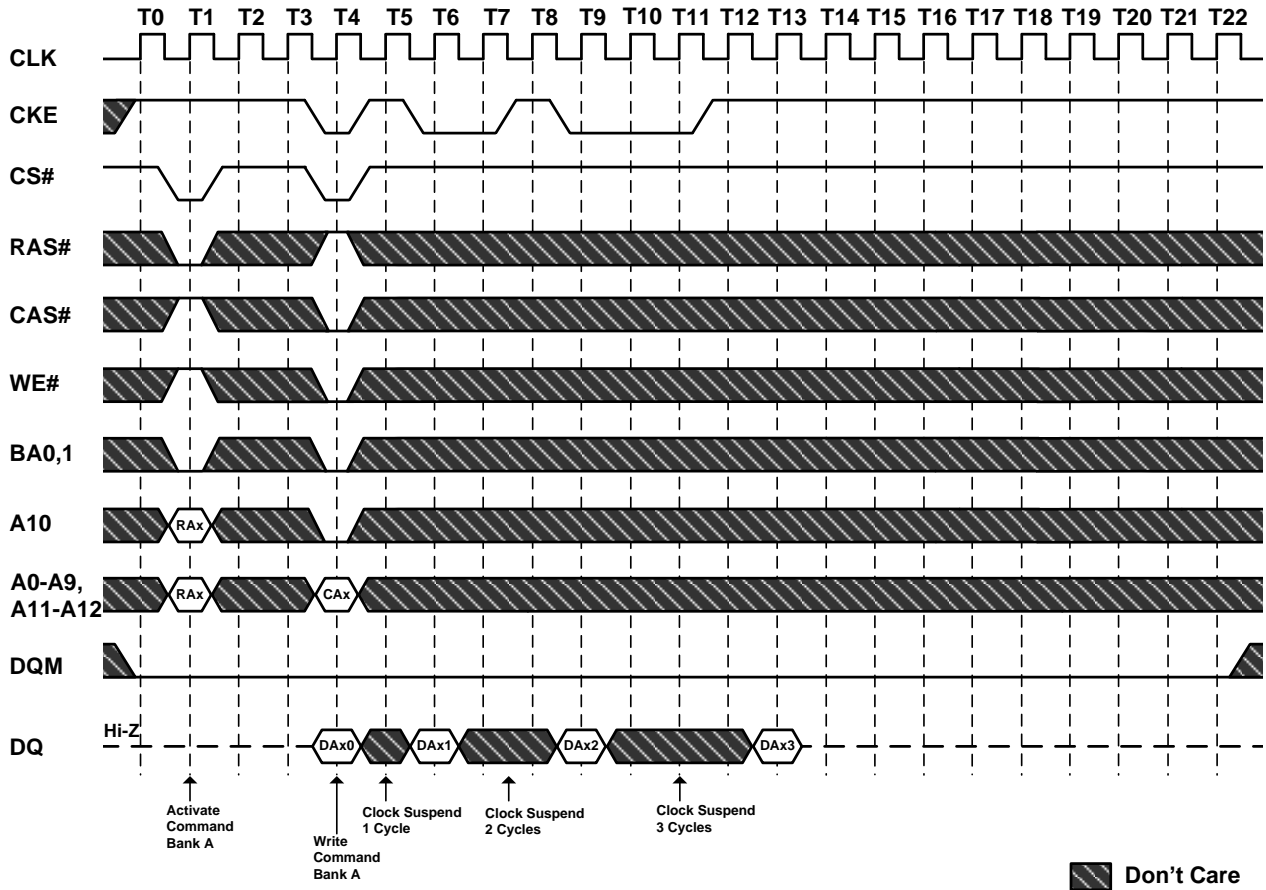 T0 T1 T2 T3 T4 T5 T6 T7 T8 T9 T10 T11 T12 T13 T14 T15 T16 T17 T18 T19 T20 T21 T22
CLK
CKE
CS#
RAS#
CAS#
WE#
BA0,1
A10
RAx
A0-A9,
A11-A12
RAx CAx
DQM
Hi-Z
DQ
DAx0 DAx1 DAx2 DAx3
Activate
Command
Bank A
Write
Command
Bank A
Clock Suspend
1 Cycle
Clock Suspend
2 Cycles
Clock Suspend
3 Cycles
Don't Care